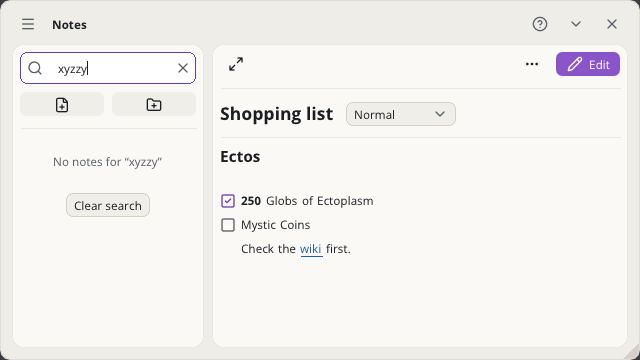 Notes
xyzzy
No notes for “xyzzy”
Clear search
Edit
Shopping list
Normal
Ectos
250 Globs of Ectoplasm
Mystic Coins
Check the wiki first.